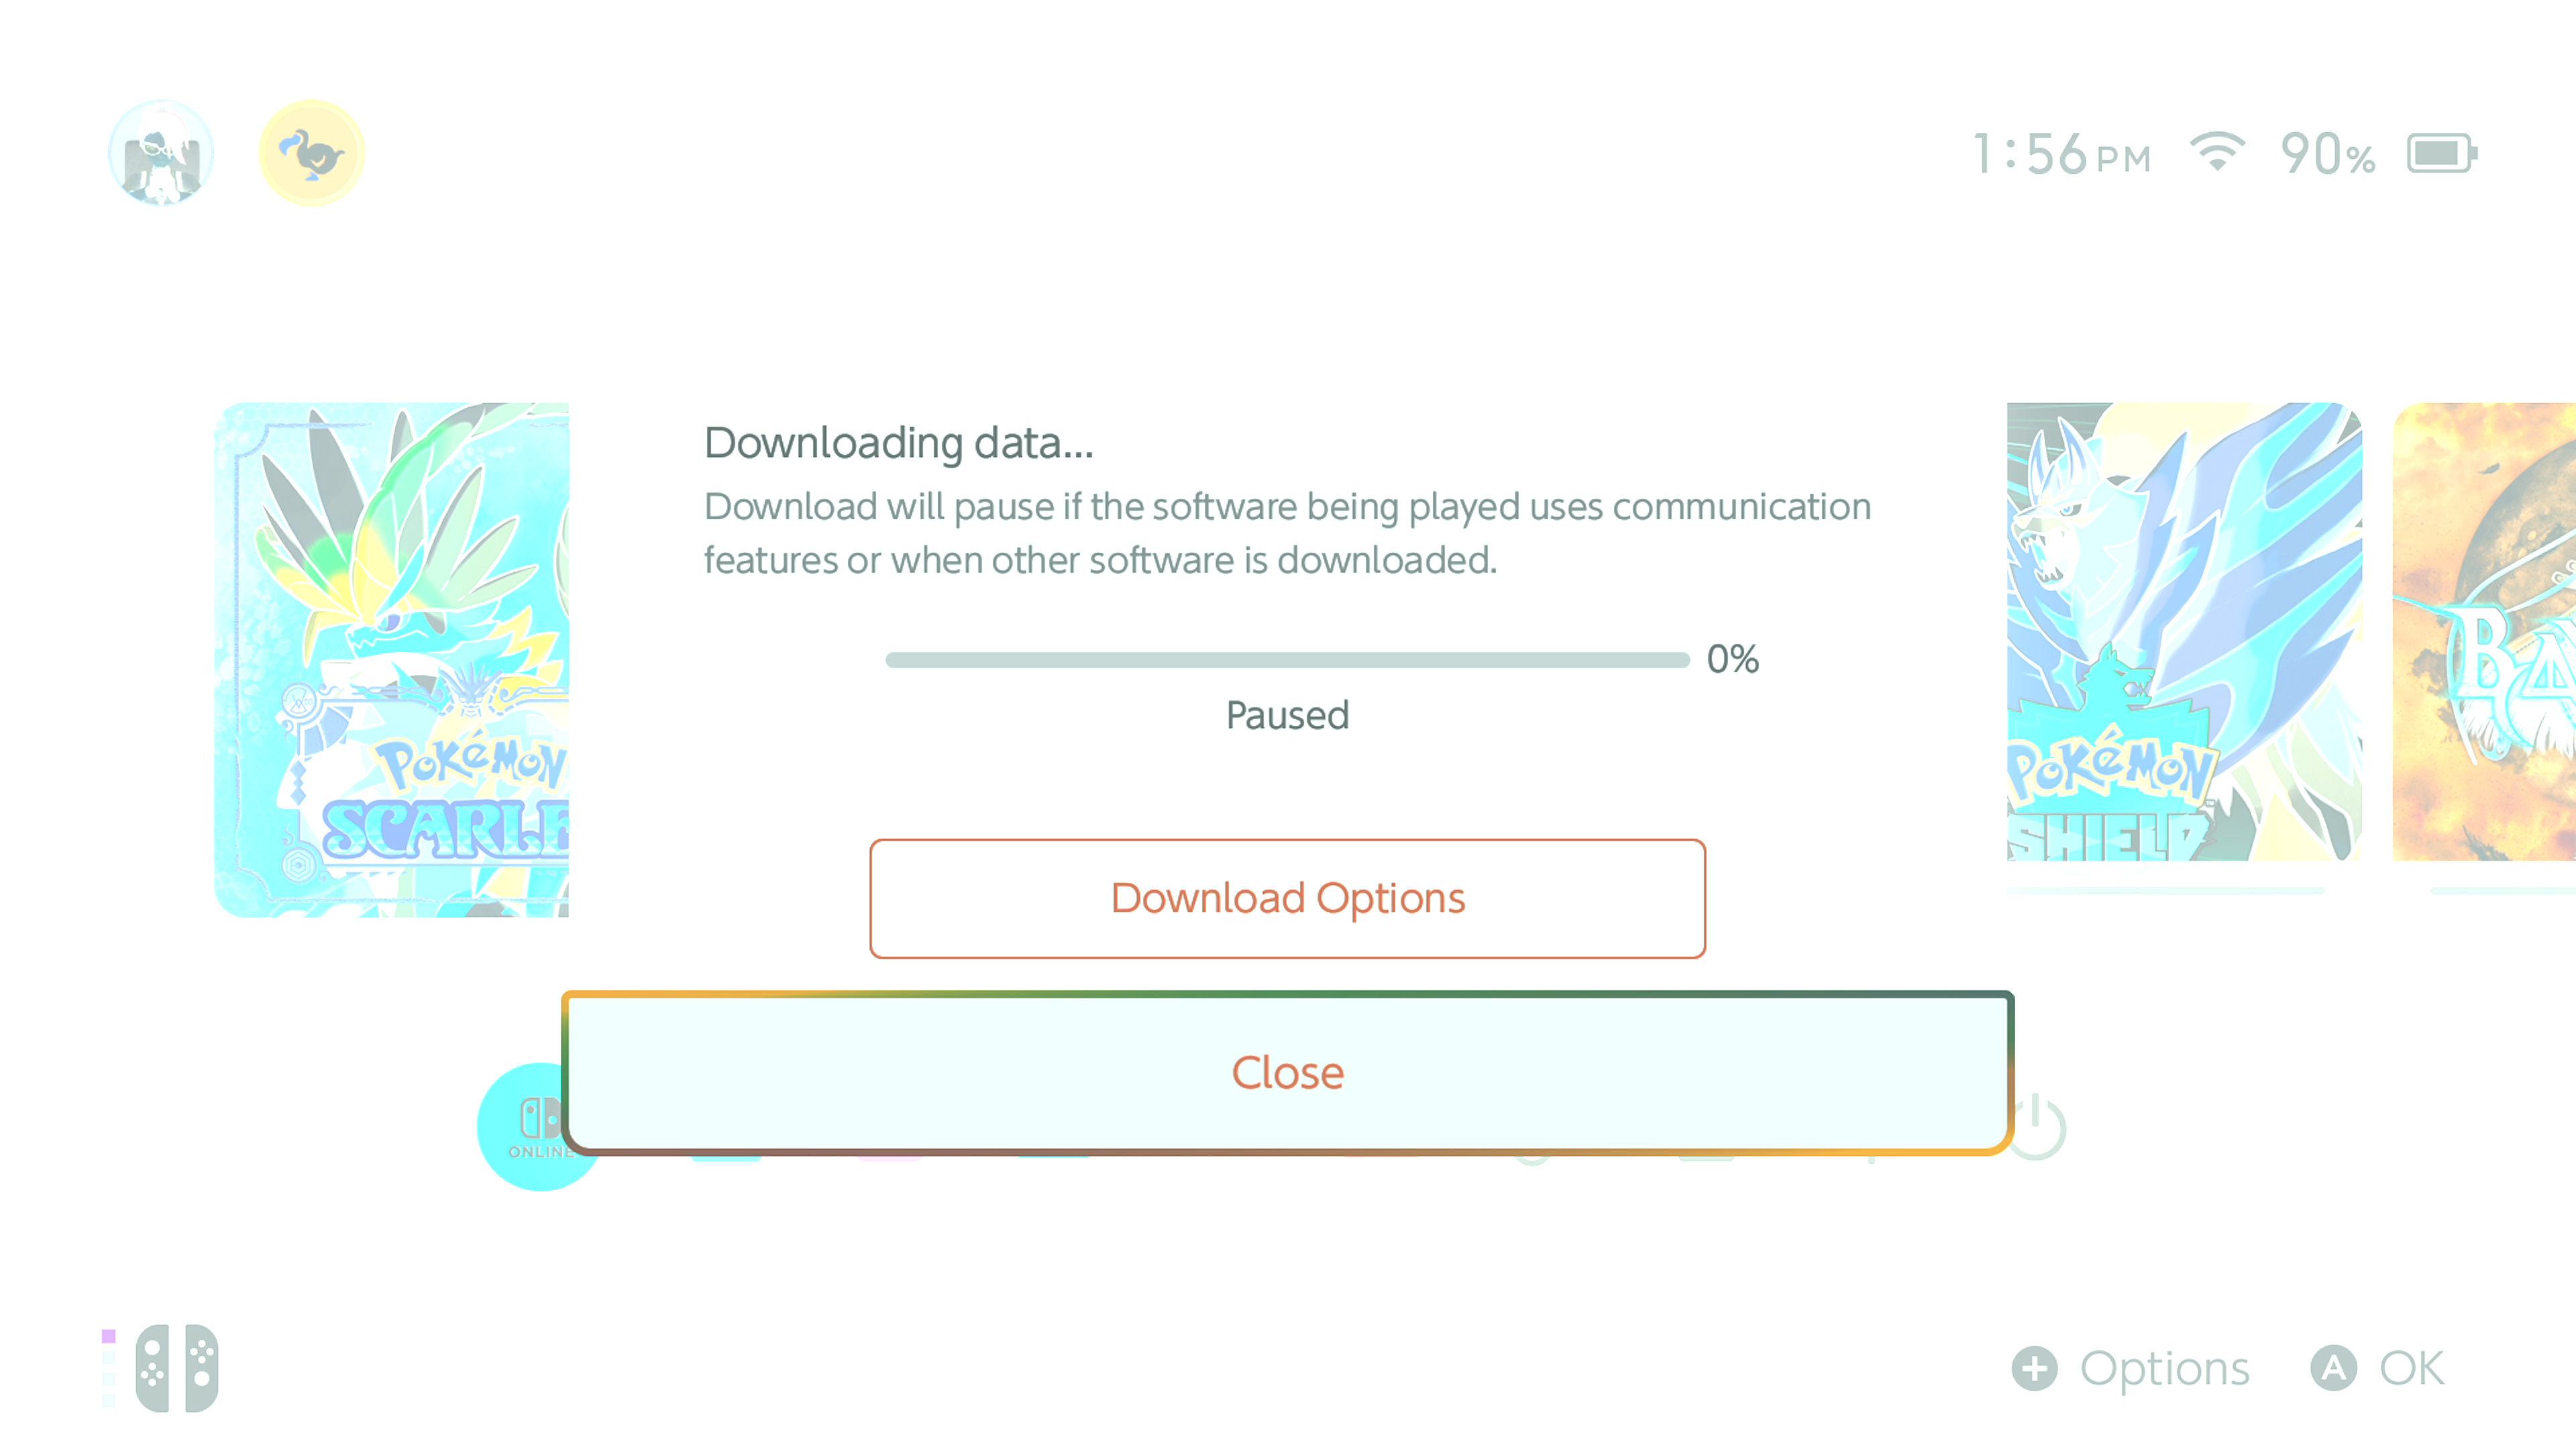 1:56 PM 90%
Downloading data...
Download will pause if the software being played uses communication
features or when other software is downloaded.
0%
Paused
POKÉMON
SCARLE
POKÉMON
SHIELD
BA
Download Options
Close
ONLINE
Options
A OK